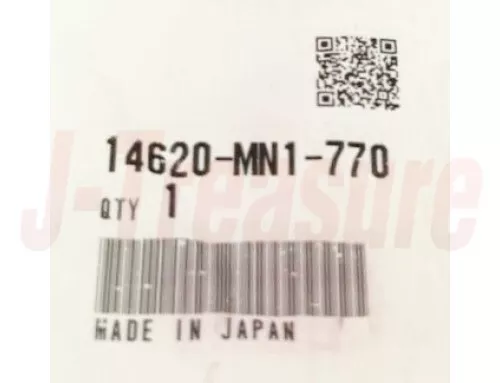 14620-MN1-770
QTY 1
MADE IN JAPAN
J-Treasure